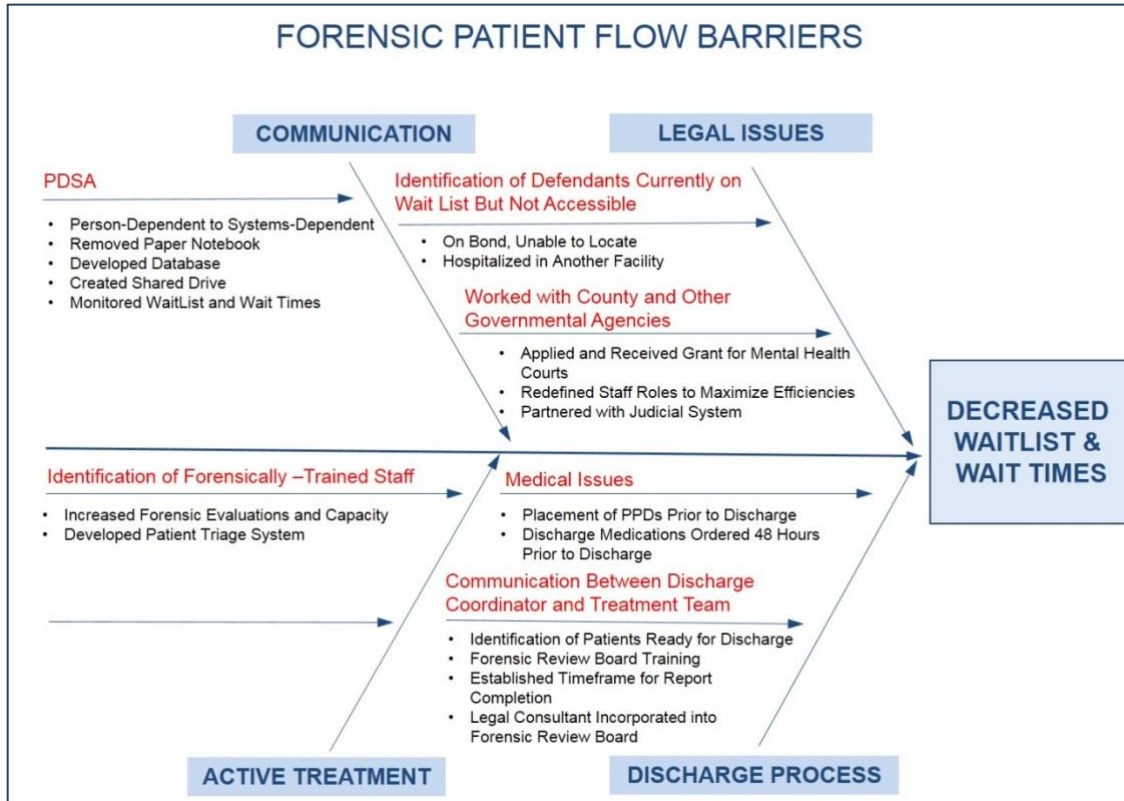 FORENSIC PATIENT FLOW BARRIERS
COMMUNICATION
LEGAL ISSUES
PDSA
• Person-Dependent to Systems-Dependent
• Removed Paper Notebook
• Developed Database
• Created Shared Drive
• Monitored WaitList and Wait Times
Identification of Defendants Currently on
Wait List But Not Accessible
• On Bond, Unable to Locate
• Hospitalized in Another Facility
Worked with County and Other
Governmental Agencies
• Applied and Received Grant for Mental Health
Courts
• Redefined Staff Roles to Maximize Efficiencies
• Partnered with Judicial System
DECREASED
WAITLIST &
WAIT TIMES
Identification of Forensically –Trained Staff
• Increased Forensic Evaluations and Capacity
• Developed Patient Triage System
Medical Issues
• Placement of PPDs Prior to Discharge
• Discharge Medications Ordered 48 Hours
Prior to Discharge
Communication Between Discharge
Coordinator and Treatment Team
• Identification of Patients Ready for Discharge
• Forensic Review Board Training
• Established Timeframe for Report
Completion
• Legal Consultant Incorporated into
Forensic Review Board
ACTIVE TREATMENT
DISCHARGE PROCESS